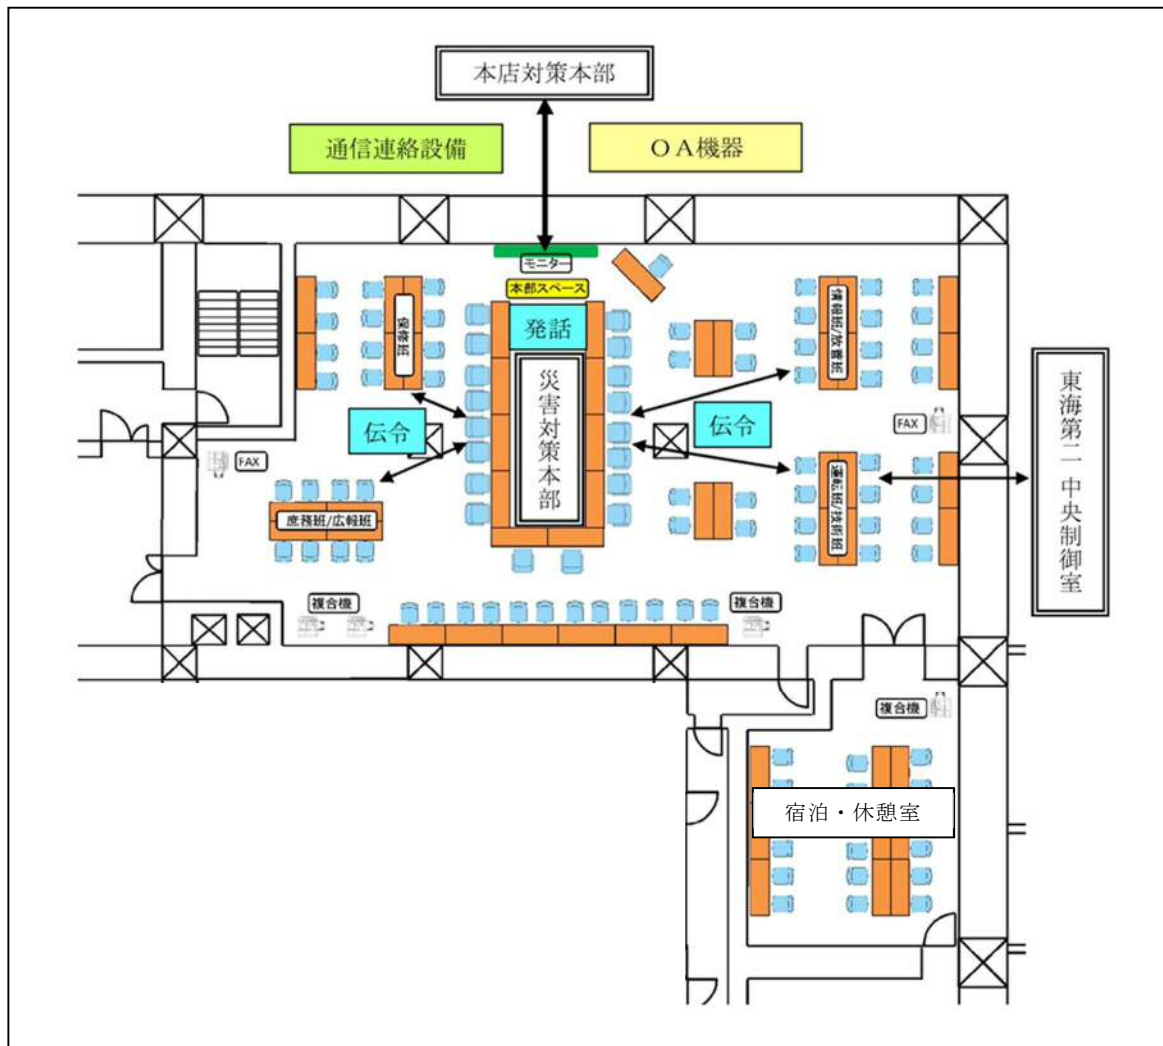 本店対策本部
通信連絡設備
ＯＡ機器
モニター
本部スペース
発話
災害対策本部
保修班
情報班/放管班
伝令
伝令
東海第二 中央制御室
FAX
FAX
運転班/技術班
庶務班/広報班
複合機
複合機
複合機
宿泊・休憩室